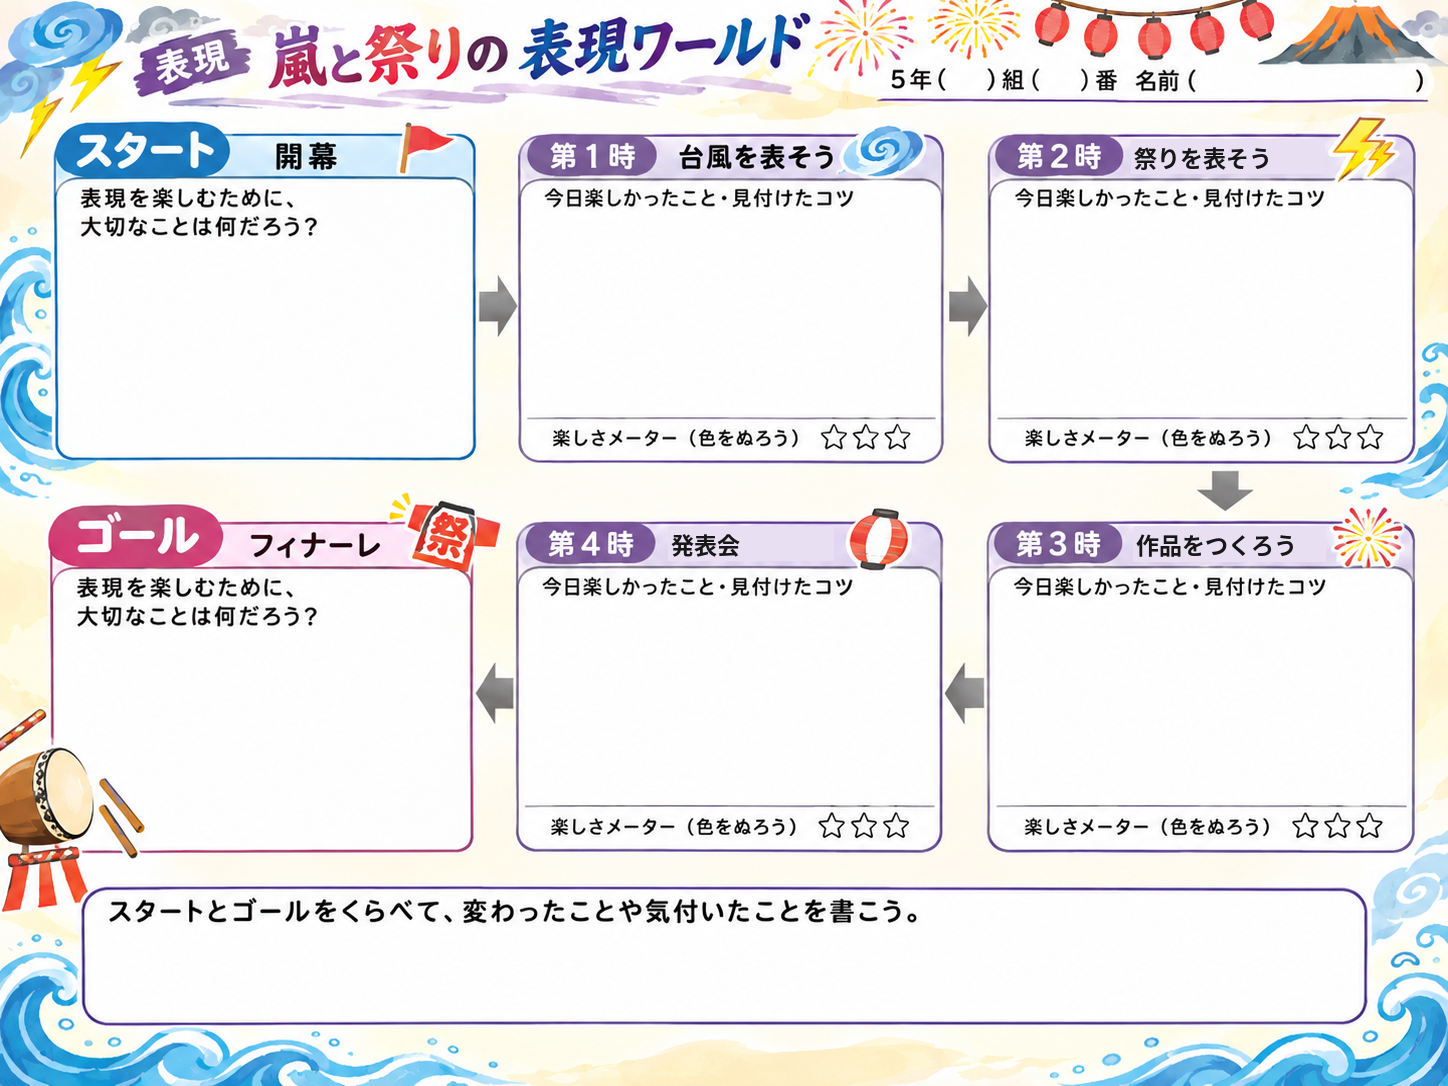 表現 嵐と祭りの表現ワールド
5年(　　)組(　　)番 名前(　　　　　　　　)
スタート 開幕
表現を楽しむために、
大切なことは何だろう？
第1時 台風を表そう
今日楽しかったこと・見付けたコツ
楽しさメーター（色をぬろう） ☆☆☆
第2時 祭りを表そう
今日楽しかったこと・見付けたコツ
楽しさメーター（色をぬろう） ☆☆☆
第3時 作品をつくろう
今日楽しかったこと・見付けたコツ
楽しさメーター（色をぬろう） ☆☆☆
第4時 発表会
今日楽しかったこと・見付けたコツ
楽しさメーター（色をぬろう） ☆☆☆
ゴール フィナーレ 祭
表現を楽しむために、
大切なことは何だろう？
スタートとゴールをくらべて、変わったことや気付いたことを書こう。